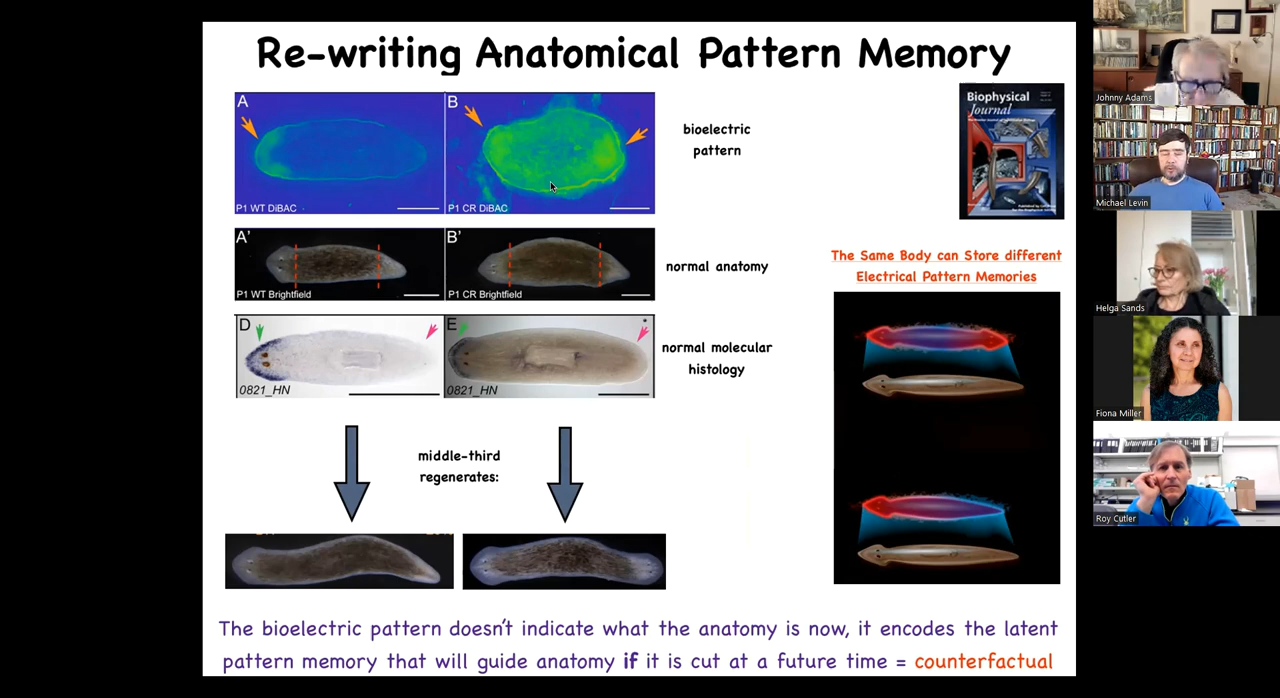 Re-writing Anatomical Pattern Memory
A
B
P1 WT DiBAC
P1 CR DiBAC
bioelectric
pattern
Biophysical
Journal
A'
B'
P1 WT Brightfield
P1 CR Brightfield
normal anatomy
D
E
0821_HN
0821_HN
normal molecular
histology
middle-third
regenerates:
The Same Body can Store different
Electrical Pattern Memories
The bioelectric pattern doesn't indicate what the anatomy is now, it encodes the latent
pattern memory that will guide anatomy if it is cut at a future time = counterfactual
Johnny Adams
Michael Levin
Helga Sands
Fiona Miller
Roy Cutler